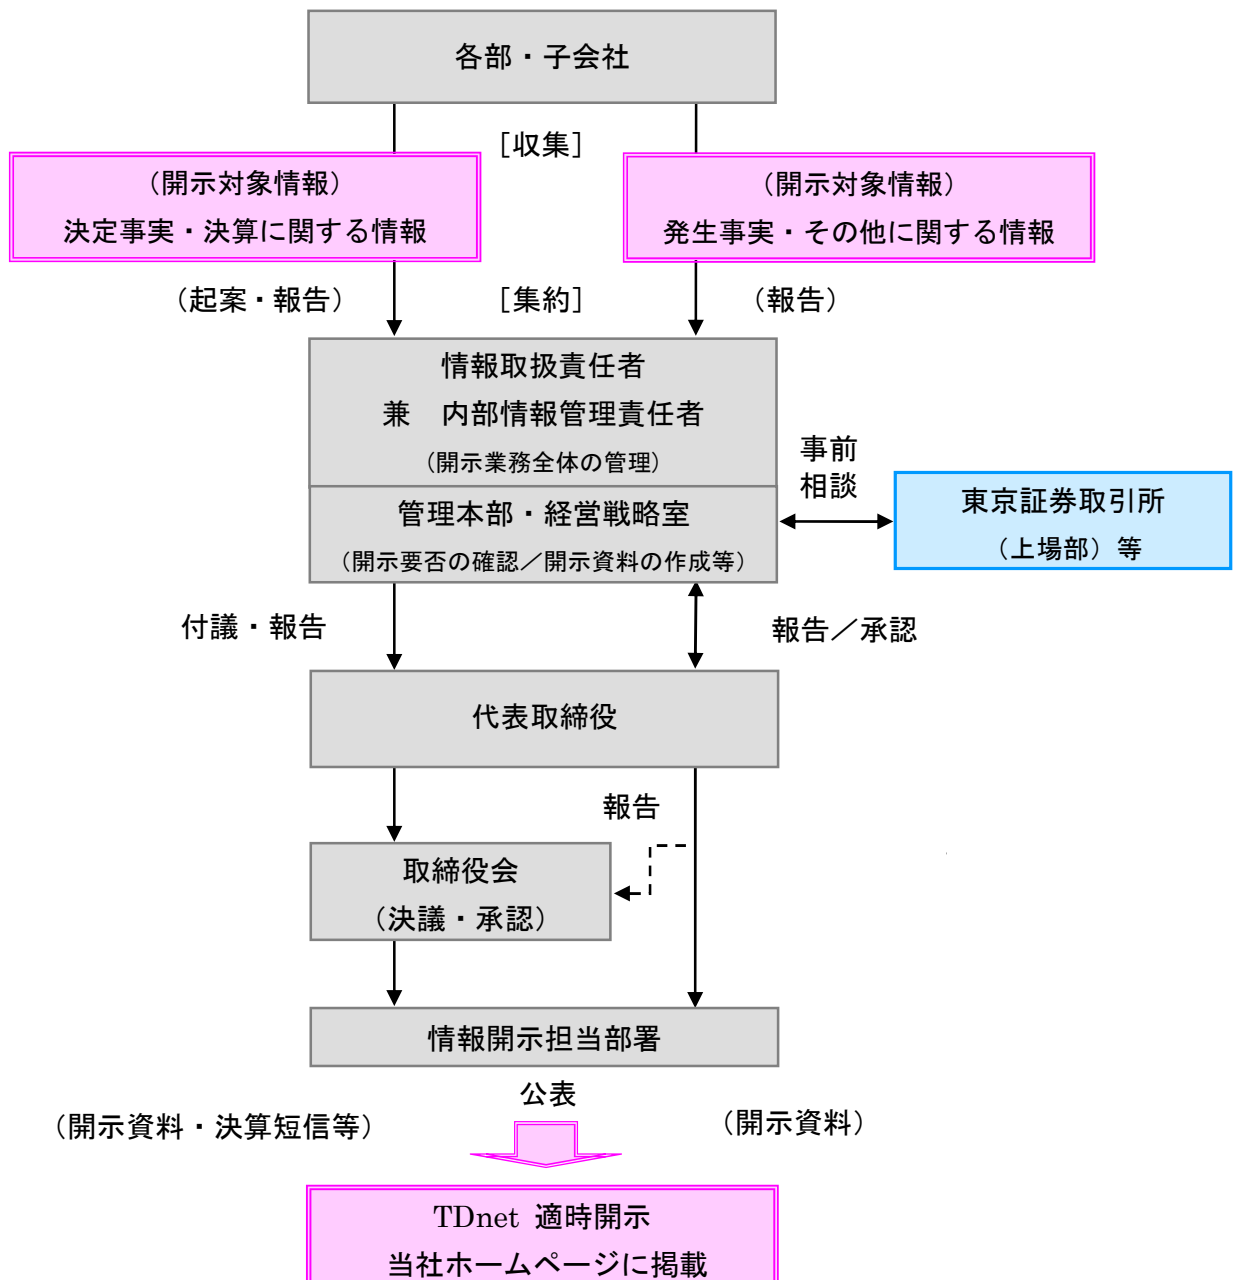 各部・子会社
［収集］
（開示対象情報）
決定事実・決算に関する情報
（開示対象情報）
発生事実・その他に関する情報
（起案・報告）
［集約］
（報告）
情報取扱責任者
兼　内部情報管理責任者
（開示業務全体の管理）
管理本部・経営戦略室
（開示要否の確認／開示資料の作成等）
事前
相談
東京証券取引所
（上場部）等
付議・報告
報告／承認
代表取締役
報告
取締役会
（決議・承認）
情報開示担当部署
公表
（開示資料・決算短信等）
（開示資料）
TDnet 適時開示
当社ホームページに掲載